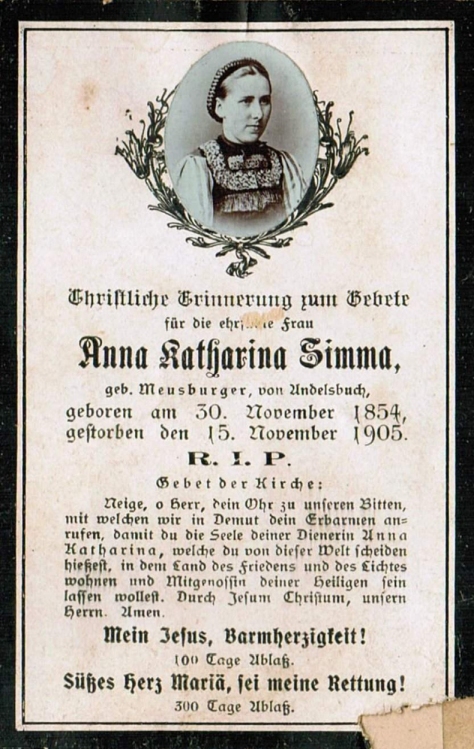 Christliche Erinnerung zum Gebete
für die Frau
Anna Katharina Simma,
geb. Meusburger, von Andelsbuch,
geboren am 30. November 1854,
gestorben den 15. November 1905.
R. I. P.
Gebet der Kirche:
Neige, o Herr, dein Ohr zu unseren Bitten,
mit welchen wir in Demut dein Erbarmen an-
rufen, damit du die Seele deiner Dienerin Anna
Katharina, welche du von dieser Welt scheiden
hießest, in dem Land des Friedens und des Lichtes
wohnen und Mitgenossin deiner Heiligen sein
lassen wollest. Durch Jesum Christum, unsern
Herrn. Amen.
Mein Jesus, Barmherzigkeit!
100 Tage Ablaß.
Süßes Herz Mariä, sei meine Rettung!
300 Tage Ablaß.